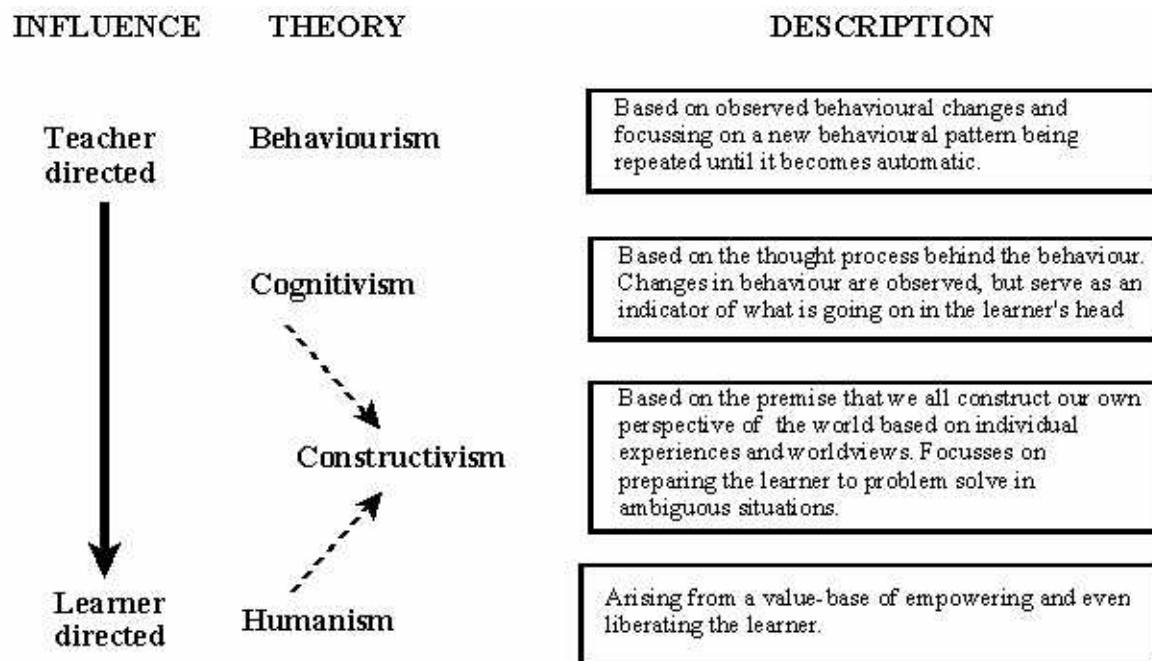 INFLUENCE THEORY DESCRIPTION
Teacher
directed
Behaviourism
Based on observed behavioural changes and
focussing on a new behavioural pattern being
repeated until it becomes automatic.
Cognitivism
Based on the thought process behind the behaviour.
Changes in behaviour are observed, but serve as an
indicator of what is going on in the learner's head
Constructivism
Based on the premise that we all construct our own
perspective of the world based on individual
experiences and worldviews. Focusses on
preparing the learner to problem solve in
ambiguous situations.
Learner
directed
Humanism
Arising from a value-base of empowering and even
liberating the learner.